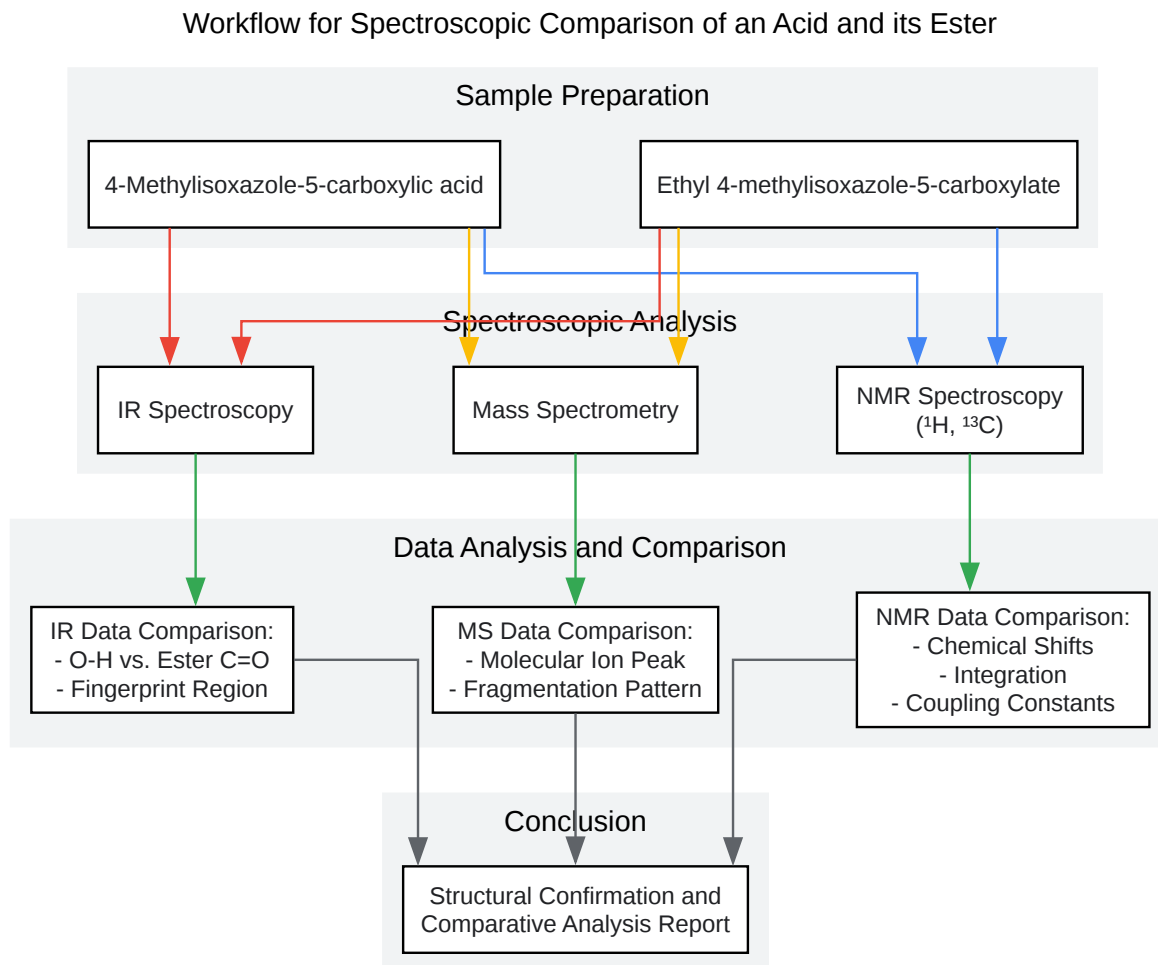 Workflow for Spectroscopic Comparison of an Acid and its Ester
Sample Preparation
4-Methylisoxazole-5-carboxylic acid
Ethyl 4-methylisoxazole-5-carboxylate
Spectroscopic Analysis
IR Spectroscopy
Mass Spectrometry
NMR Spectroscopy
(¹H, ¹³C)
Data Analysis and Comparison
IR Data Comparison:
- O-H vs. Ester C=O
- Fingerprint Region
MS Data Comparison:
- Molecular Ion Peak
- Fragmentation Pattern
NMR Data Comparison:
- Chemical Shifts
- Integration
- Coupling Constants
Conclusion
Structural Confirmation and
Comparative Analysis Report